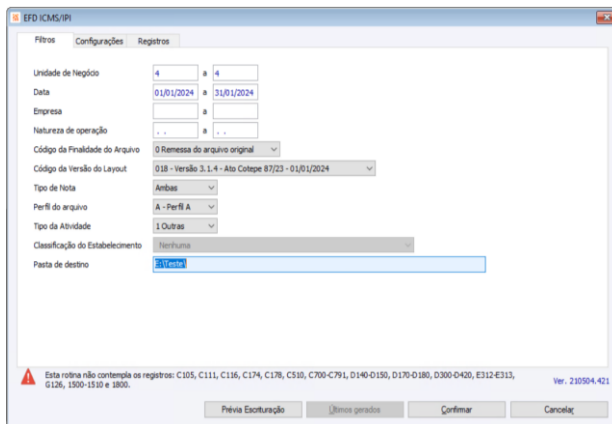 EFD ICMS/IPI
Filtros Configurações Registros
Unidade de Negócio 4 a 4
Data 01/01/2024 a 31/01/2024
Empresa a
Natureza de operação . . a . .
Código da Finalidade do Arquivo 0 Remessa do arquivo original
Código da Versão do Layout 018 - Versão 3.1.4 - Ato Cotepe 87/23 - 01/01/2024
Tipo de Nota Ambas
Perfil do arquivo A - Perfil A
Tipo da Atividade 1 Outras
Classificação do Estabelecimento Nenhuma
Pasta de destino E:\Teste\
Esta rotina não contempla os registros: C105, C111, C116, C174, C178, C510, C700-C791, D140-D150, D170-D180, D300-D420, E312-E313,
G126, 1500-1510 e 1800.
Ver. 210504.421
Prévia Escrituração Últimos gerados Confirmar Cancelar